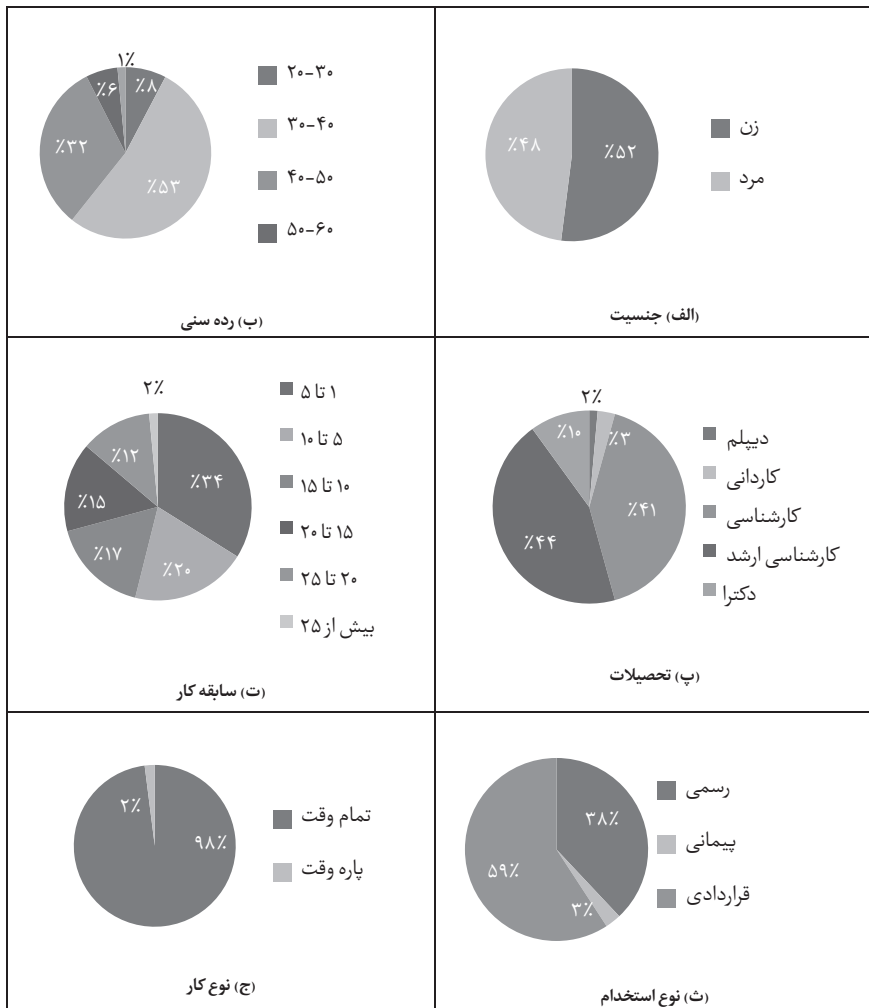 زن
مرد
٪۵۲
٪۴۸
(الف) جنسیت
۲۰-۳۰
۳۰-۴۰
۴۰-۵۰
۵۰-۶۰
۱٪
٪۸
٪۶
٪۳۲
٪۵۳
(ب) رده سنی
دیپلم
کاردانی
کارشناسی
کارشناسی ارشد
دکترا
۲٪
٪۳
٪۱۰
٪۴۱
٪۴۴
(پ) تحصیلات
۱ تا ۵
۵ تا ۱۰
۱۰ تا ۱۵
۱۵ تا ۲۰
۲۰ تا ۲۵
بیش از ۲۵
۲٪
٪۳۴
٪۱۲
٪۱۵
٪۱۷
٪۲۰
(ت) سابقه کار
رسمی
پیمانی
قراردادی
۳۸٪
۵۹٪
۳٪
(ث) نوع استخدام
تمام وقت
پاره وقت
۲٪
۹۸٪
(ج) نوع کار